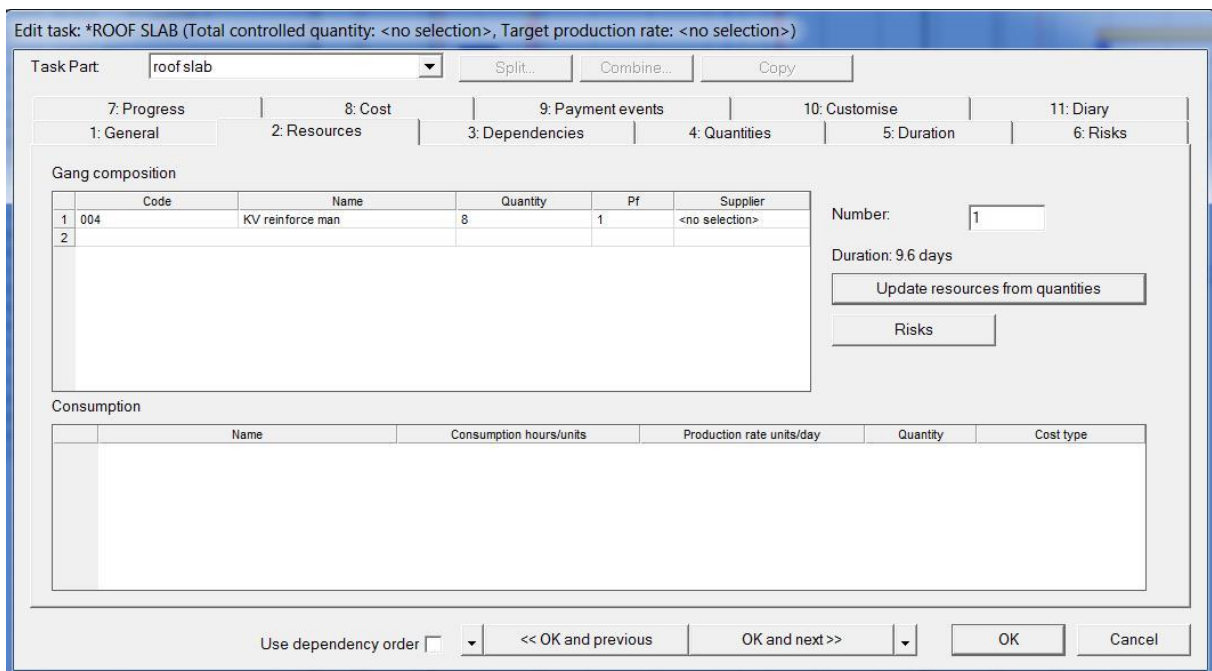 Edit task: *ROOF SLAB (Total controlled quantity: <no selection>, Target production rate: <no selection>)
Task Part: roof slab Split... Combine... Copy
7: Progress 8: Cost 9: Payment events 10: Customise 11: Diary
1: General 2: Resources 3: Dependencies 4: Quantities 5: Duration 6: Risks
Gang composition
Code Name Quantity Pf Supplier
1 004 KV reinforce man 8 1 <no selection>
2
Number: 1
Duration: 9.6 days
Update resources from quantities
Risks
Consumption
Name Consumption hours/units Production rate units/day Quantity Cost type
Use dependency order << OK and previous OK and next >> OK Cancel